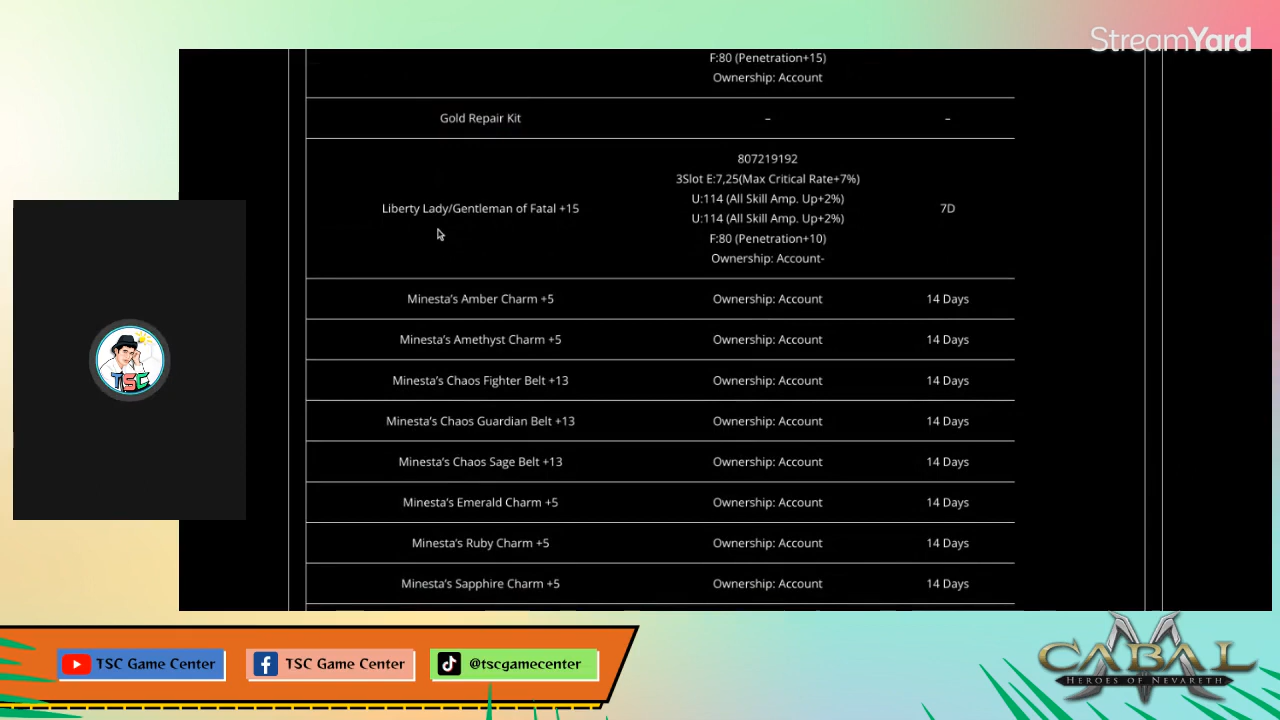 StreamYard
F:80 (Penetration+15)
Ownership: Account
Gold Repair Kit – –
807219192
3Slot E:7,25(Max Critical Rate+7%)
U:114 (All Skill Amp. Up+2%)
Liberty Lady/Gentleman of Fatal +15 7D
U:114 (All Skill Amp. Up+2%)
F:80 (Penetration+10)
Ownership: Account-
Minesta's Amber Charm +5 Ownership: Account 14 Days
Minesta's Amethyst Charm +5 Ownership: Account 14 Days
Minesta's Chaos Fighter Belt +13 Ownership: Account 14 Days
Minesta's Chaos Guardian Belt +13 Ownership: Account 14 Days
Minesta's Chaos Sage Belt +13 Ownership: Account 14 Days
Minesta's Emerald Charm +5 Ownership: Account 14 Days
Minesta's Ruby Charm +5 Ownership: Account 14 Days
Minesta's Sapphire Charm +5 Ownership: Account 14 Days
TSC
TSC Game Center TSC Game Center @tscgamecenter
CABAL
HEROES OF NEVARETH